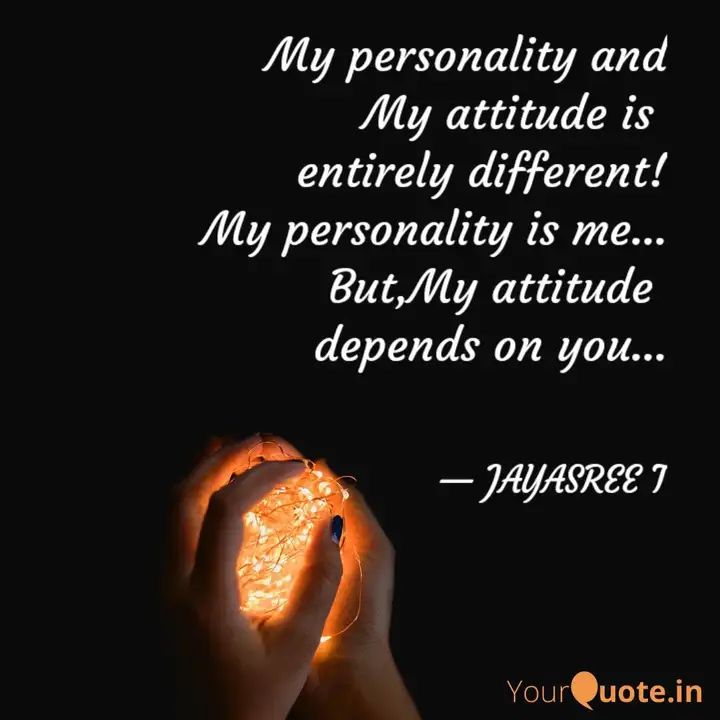 My personality and
My attitude is
entirely different!
My personality is me...
But,My attitude
depends on you...
— JAYASREE T
YourQuote.in